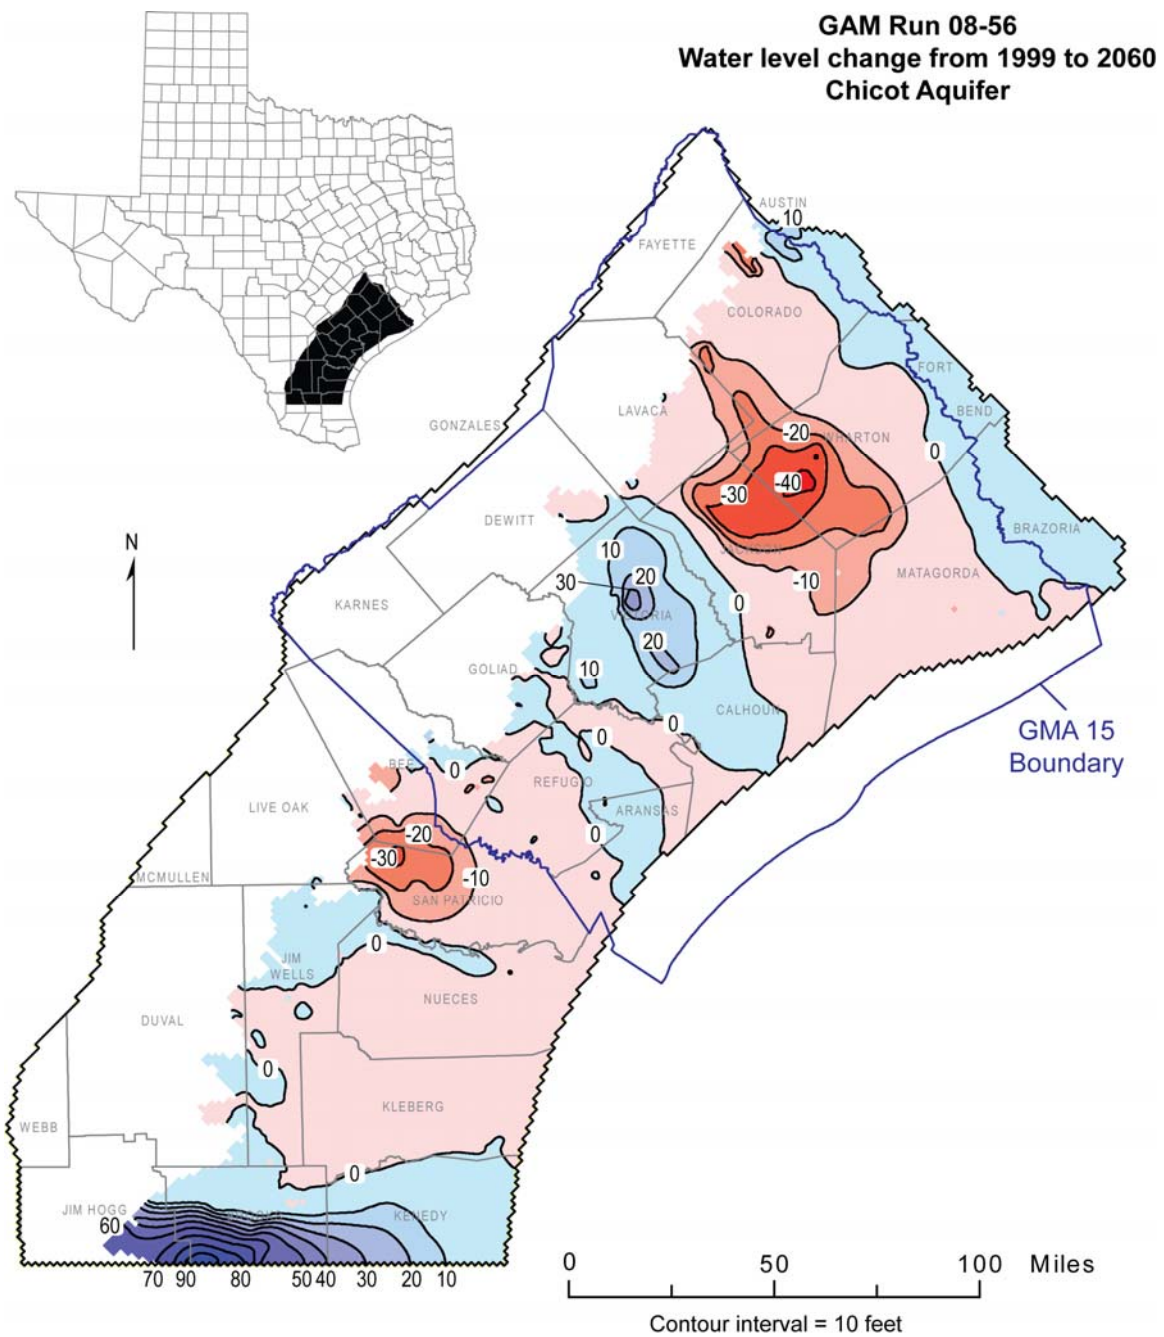 GAM Run 08-56
Water level change from 1999 to 2060
Chicot Aquifer
AUSTIN
10
FAYETTE
COLORADO
FORT
BEND
LAVACA
GONZALES
-20
WHARTON
0
-40
-30
DEWITT
BRAZORIA
N
10
JACKSON
MATAGORDA
20
30
-10
KARNES
0
VICTORIA
20
GOLIAD
10
CALHOUN
0
0
GMA 15
Boundary
BEE
0
REFUGIO
LIVE OAK
ARANSAS
-20
0
-30
MCMULLEN
-10
SAN PATRICIO
0
JIM
WELLS
NUECES
DUVAL
0
KLEBERG
WEBB
0
JIM HOGG
60
KENEDY
70 90 80 50 40 30 20 10
0 50 100 Miles
Contour interval = 10 feet